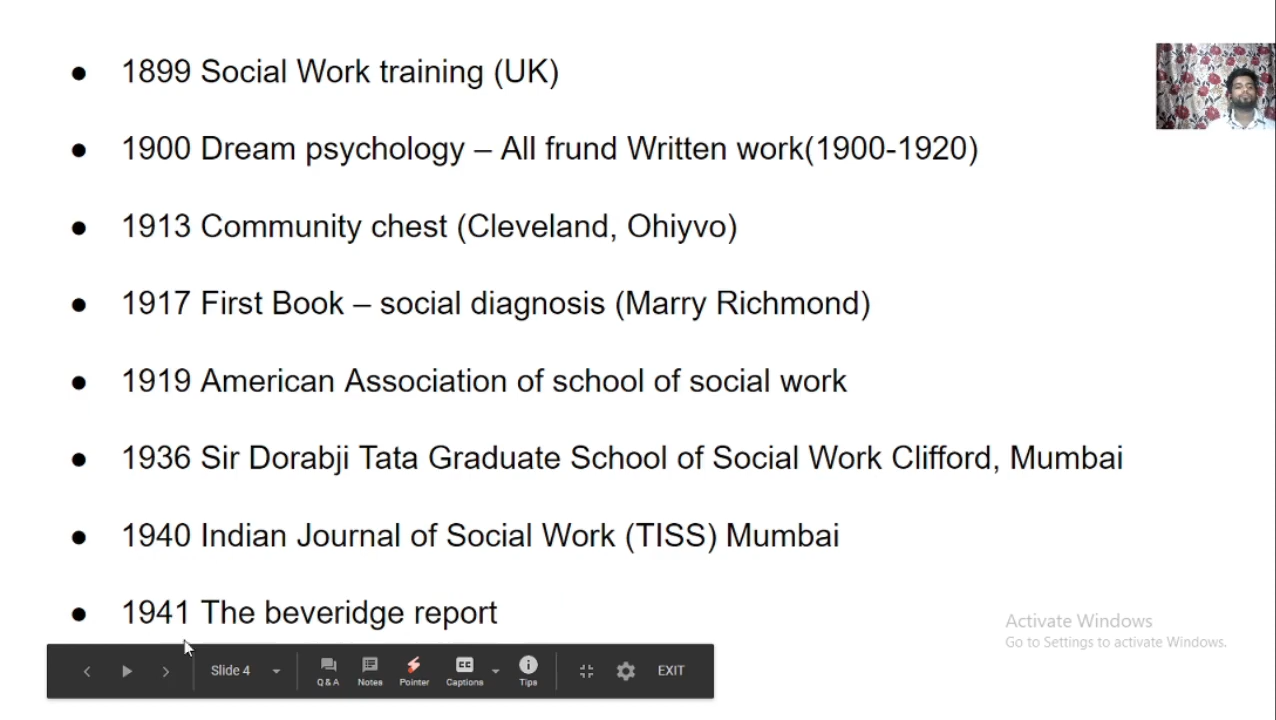 ● 1899 Social Work training (UK)
● 1900 Dream psychology – All frund Written work(1900-1920)
● 1913 Community chest (Cleveland, Ohiyvo)
● 1917 First Book – social diagnosis (Marry Richmond)
● 1919 American Association of school of social work
● 1936 Sir Dorabji Tata Graduate School of Social Work Clifford, Mumbai
● 1940 Indian Journal of Social Work (TISS) Mumbai
● 1941 The beveridge report
Activate Windows
Go to Settings to activate Windows.
Slide 4
Q&A
Notes
Pointer
CC
Captions
Tips
EXIT